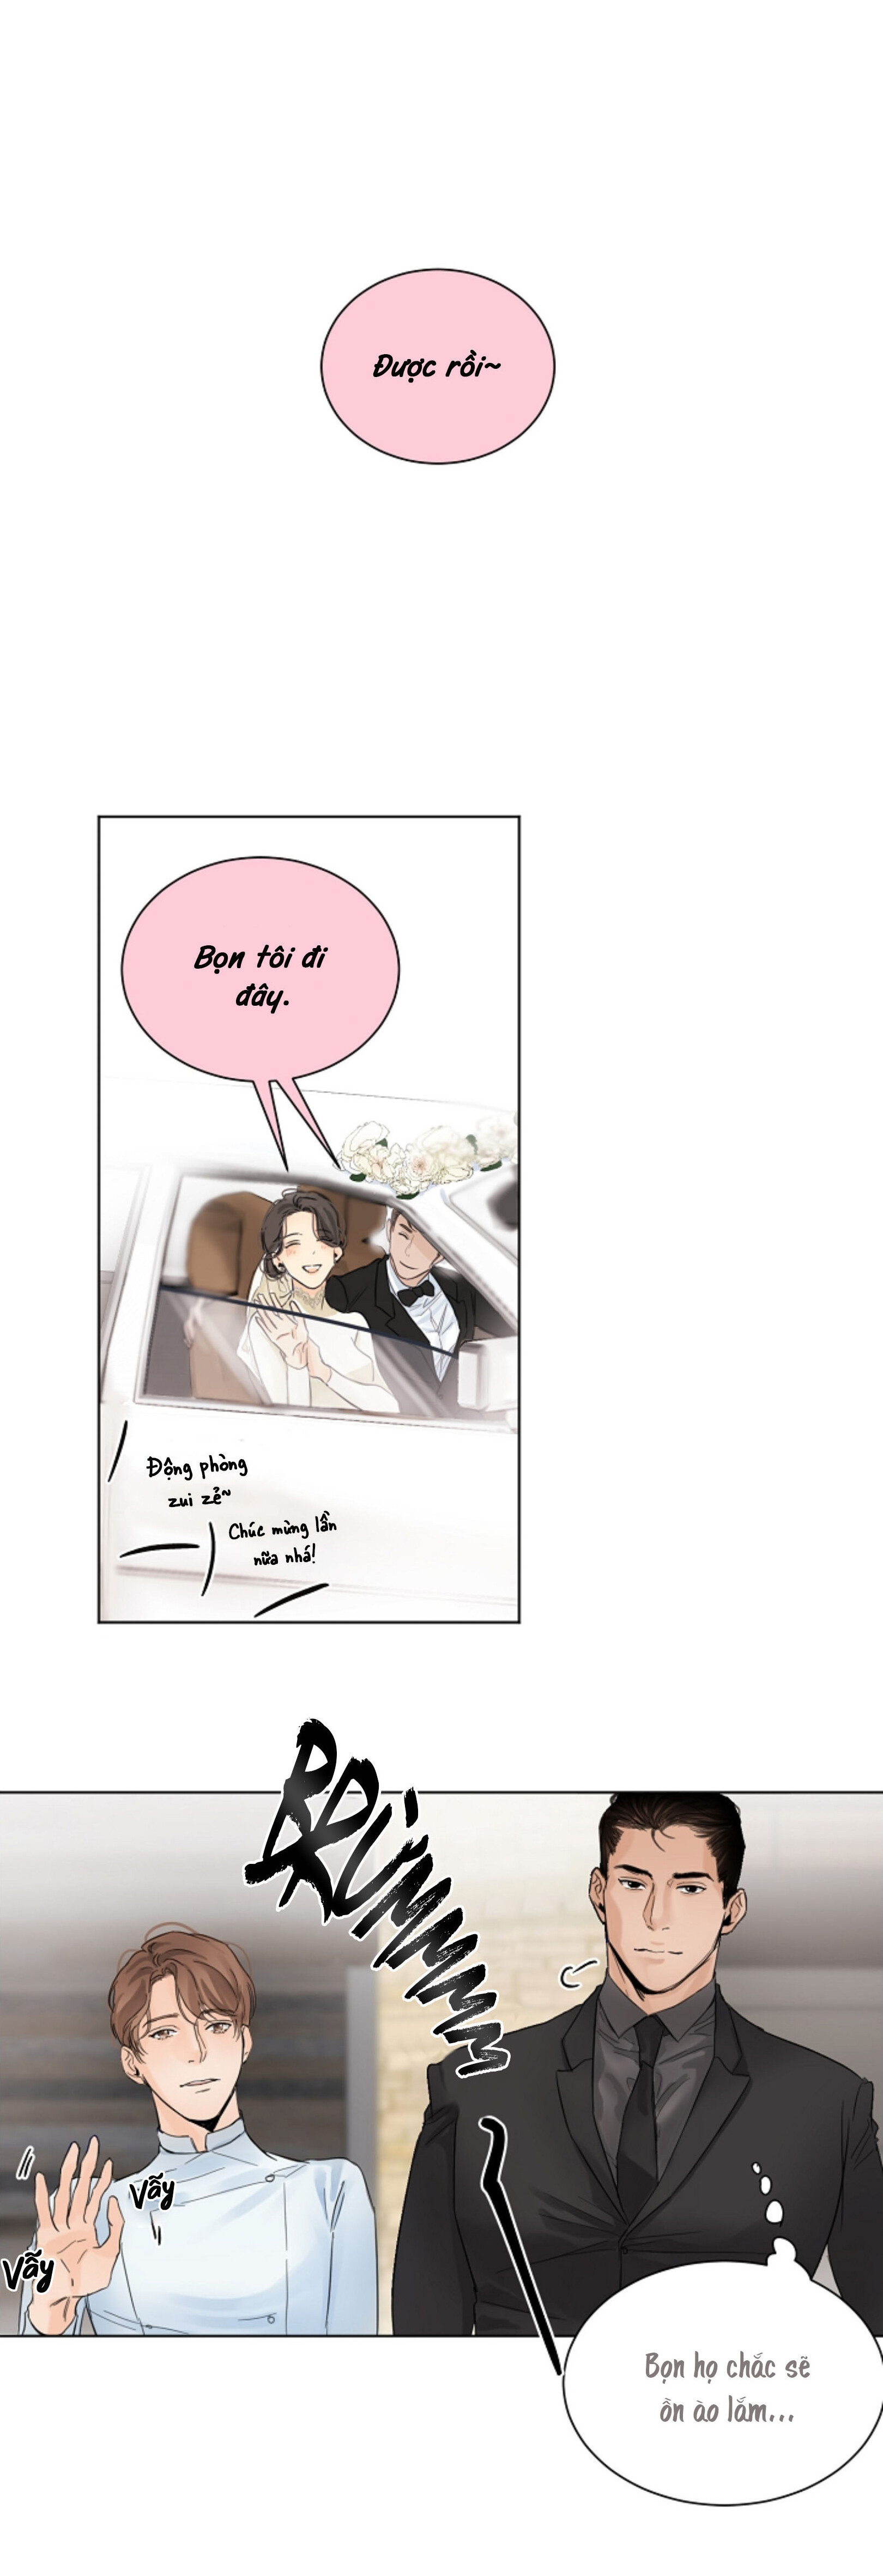 Được rồi~
Bọn tôi đi
đây.
Động phòng
zui zẻ~
Chúc mừng lần
nữa nhá!
BRÙMMMMM
Vẫy
Vẫy
Bọn họ chắc sẽ
ồn ào lắm...